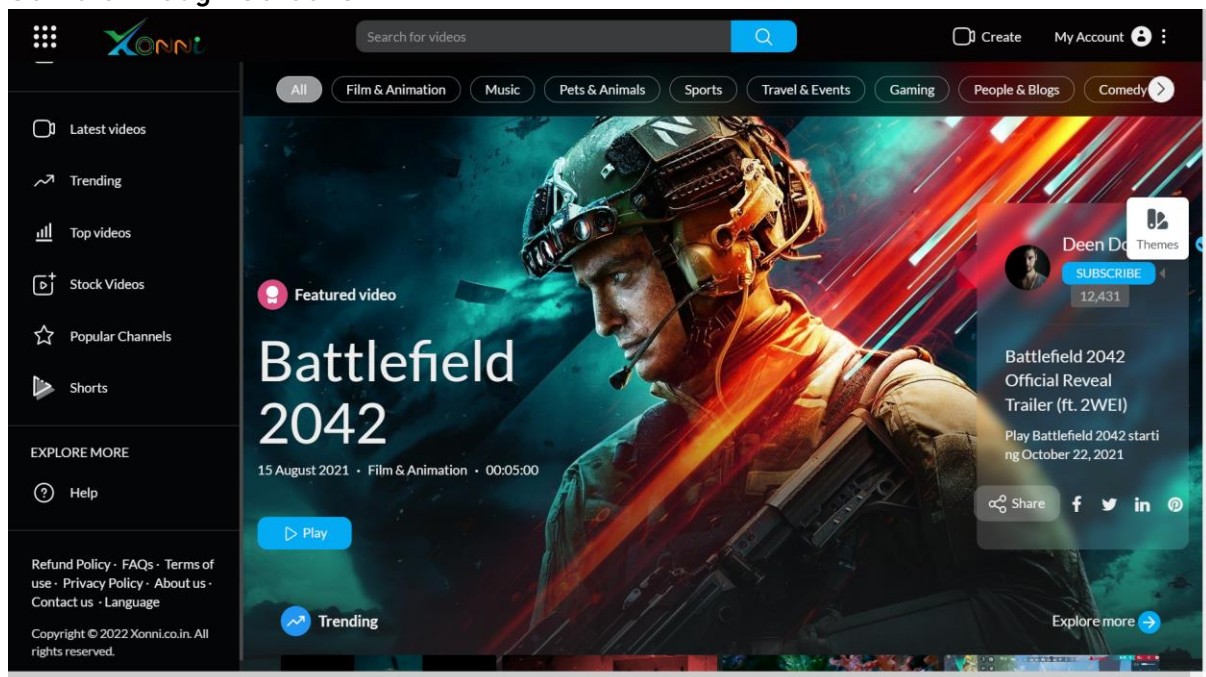 Xonni
Search for videos
Create
My Account
All
Film & Animation
Music
Pets & Animals
Sports
Travel & Events
Gaming
People & Blogs
Comedy
Latest videos
Trending
Top videos
Stock Videos
Popular Channels
Shorts
EXPLORE MORE
Help
Refund Policy · FAQs · Terms of
use · Privacy Policy · About us ·
Contact us · Language
Copyright © 2022 Xonni.co.in. All
rights reserved.
Featured video
Battlefield
2042
15 August 2021 · Film & Animation · 00:05:00
Play
Themes
Deen
SUBSCRIBE
12,431
Battlefield 2042
Official Reveal
Trailer (ft. 2WEI)
Play Battlefield 2042 starti
ng October 22, 2021
Share
Trending
Explore more